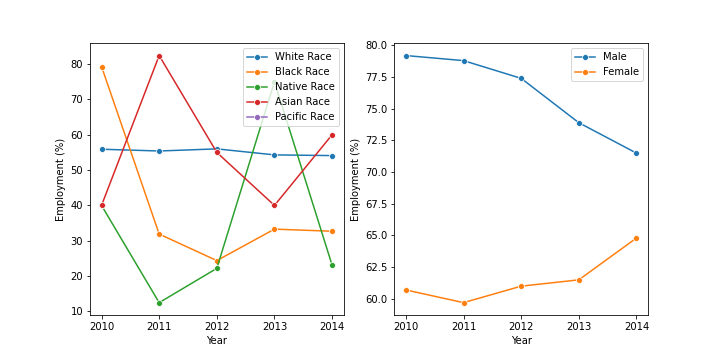 White Race
Black Race
Native Race
Asian Race
Pacific Race
80
70
60
50
40
30
20
10
Employment (%)
2010 2011 2012 2013 2014
Year
Male
Female
80.0
77.5
75.0
72.5
70.0
67.5
65.0
62.5
60.0
Employment (%)
2010 2011 2012 2013 2014
Year